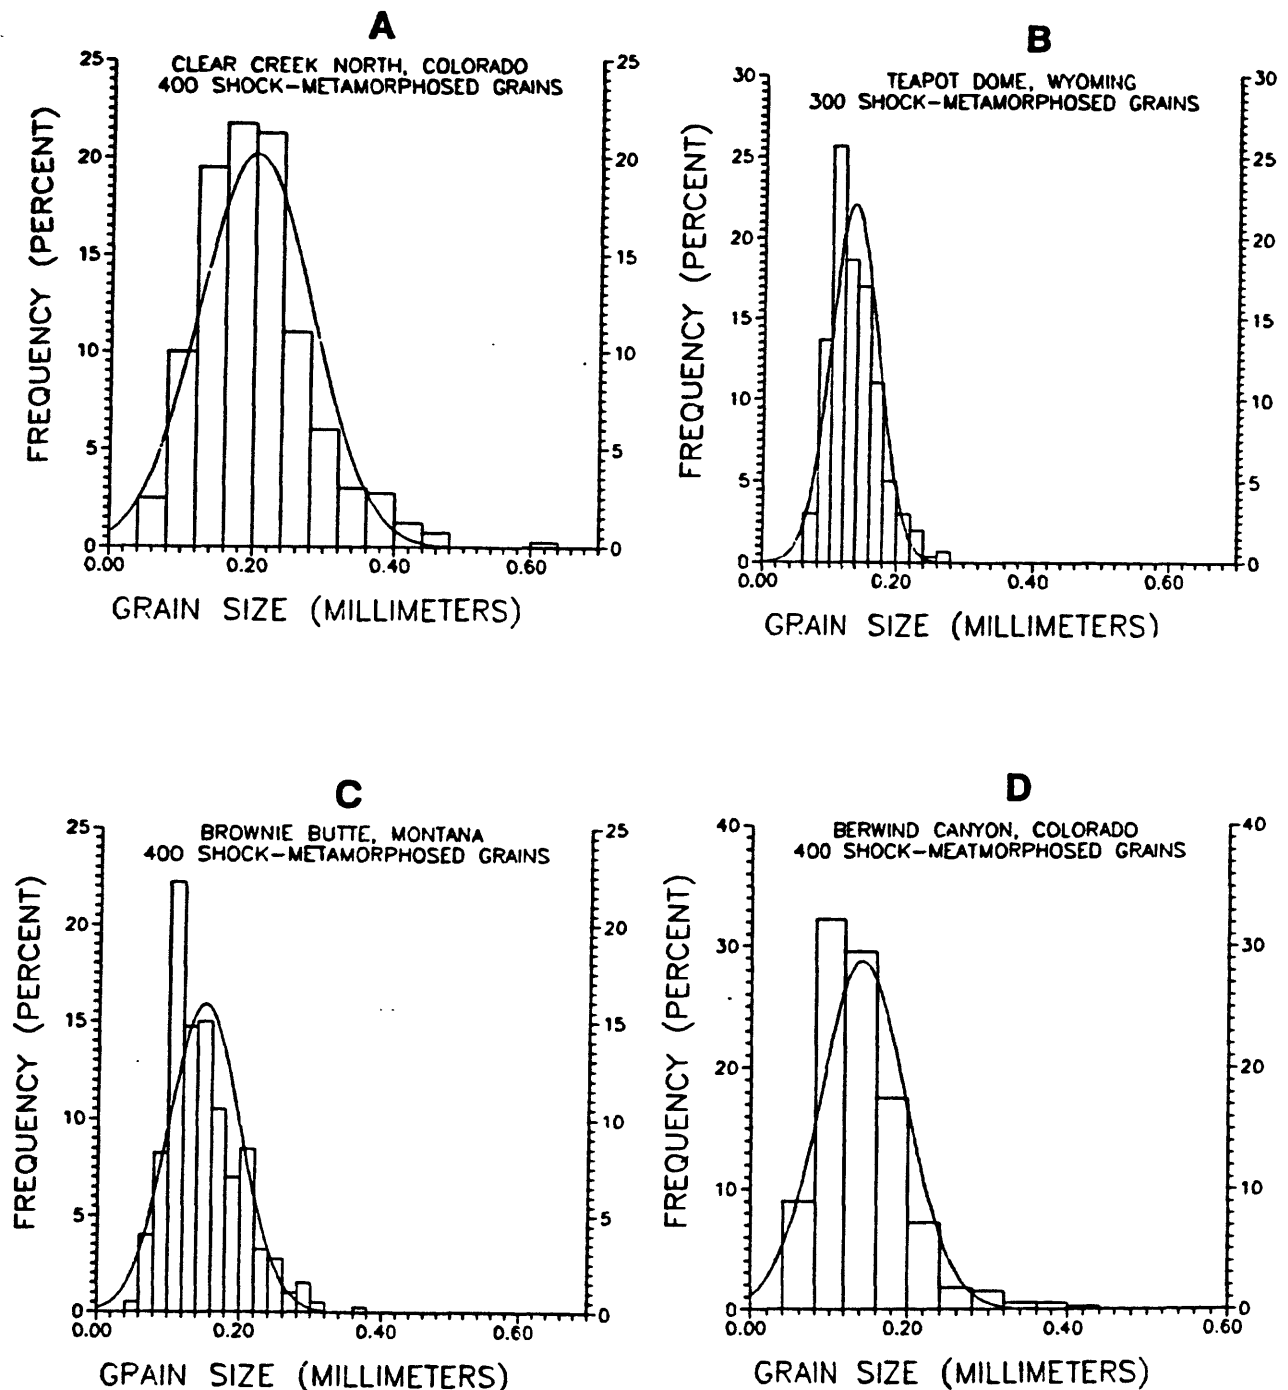 A
CLEAR CREEK NORTH, COLORADO
400 SHOCK-METAMORPHOSED GRAINS
FREQUENCY (PERCENT)
25
20
15
10
5
0
25
20
15
10
5
0
0.00 0.20 0.40 0.60
GRAIN SIZE (MILLIMETERS)
B
TEAPOT DOME, WYOMING
300 SHOCK-METAMORPHOSED GRAINS
FREQUENCY (PERCENT)
30
25
20
15
10
5
0
30
25
20
15
10
5
0
0.00 0.20 0.40 0.60
GRAIN SIZE (MILLIMETERS)
C
BROWNIE BUTTE, MONTANA
400 SHOCK-METAMORPHOSED GRAINS
FREQUENCY (PERCENT)
25
20
15
10
5
0
25
20
15
10
5
0
0.00 0.20 0.40 0.60
GRAIN SIZE (MILLIMETERS)
D
BERWIND CANYON, COLORADO
400 SHOCK-MEATMORPHOSED GRAINS
FREQUENCY (PERCENT)
40
30
20
10
0
40
30
20
10
0
0.00 0.20 0.40 0.60
GRAIN SIZE (MILLIMETERS)